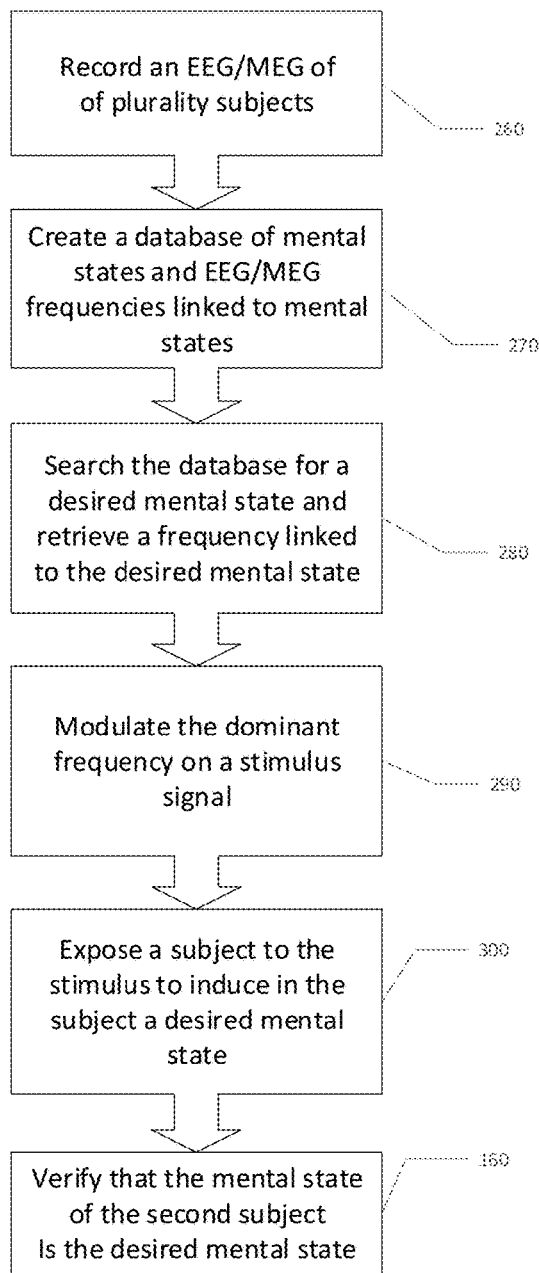 Record an EEG/MEG of
of plurality subjects
260
Create a database of mental
states and EEG/MEG
frequencies linked to mental
states
270
Search the database for a
desired mental state and
retrieve a frequency linked
to the desired mental state
280
Modulate the dominant
frequency on a stimulus
signal
290
Expose a subject to the
stimulus to induce in the
subject a desired mental
state
300
Verify that the mental state
of the second subject
Is the desired mental state
160